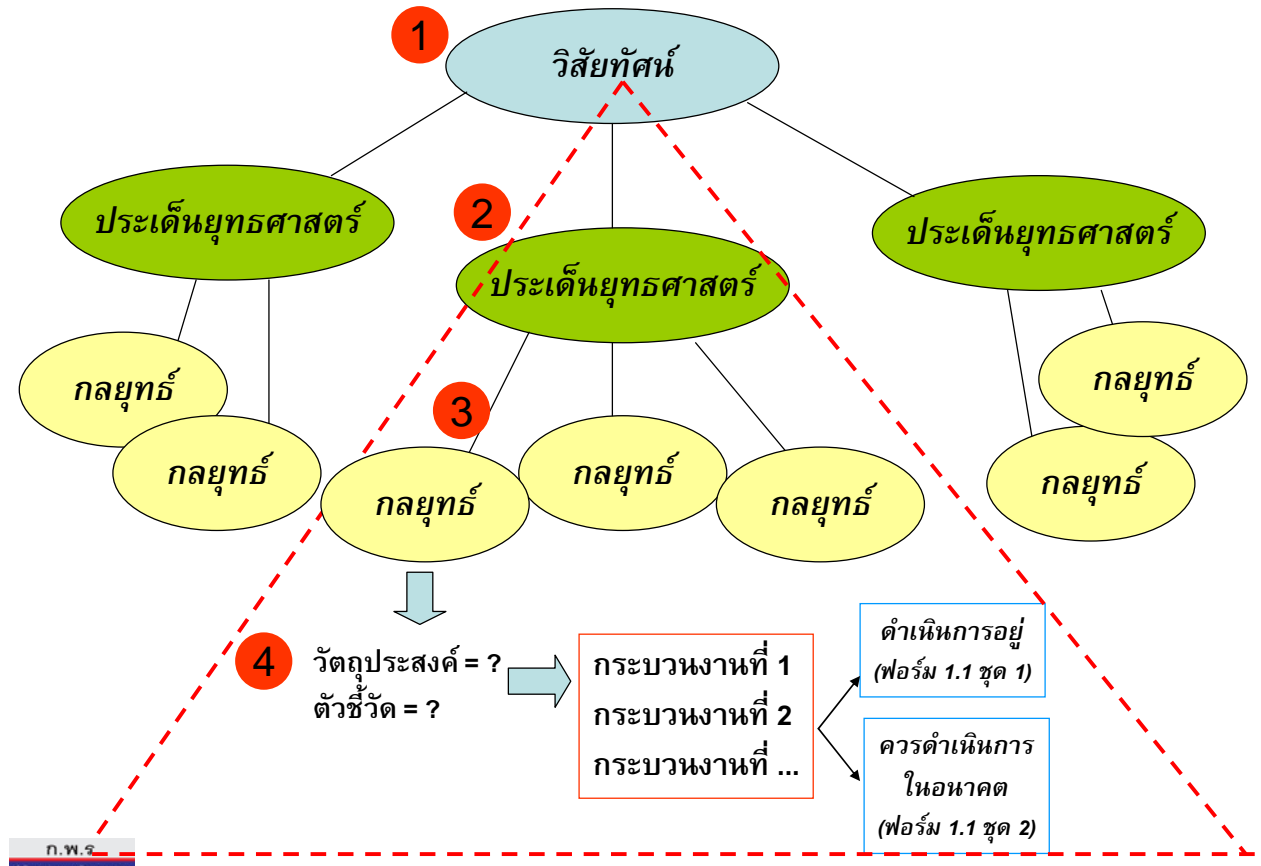 1
วิสัยทัศน์
2
ประเด็นยุทธศาสตร์
ประเด็นยุทธศาสตร์
ประเด็นยุทธศาสตร์
3
กลยุทธ์
กลยุทธ์
กลยุทธ์
กลยุทธ์
กลยุทธ์
กลยุทธ์
กลยุทธ์
4
วัตถุประสงค์ = ?
ตัวชี้วัด = ?
กระบวนงานที่ 1
กระบวนงานที่ 2
กระบวนงานที่ ...
ดำเนินการอยู่
(ฟอร์ม 1.1 ชุด 1)
ควรดำเนินการ
ในอนาคต
(ฟอร์ม 1.1 ชุด 2)
ก.พ.ร